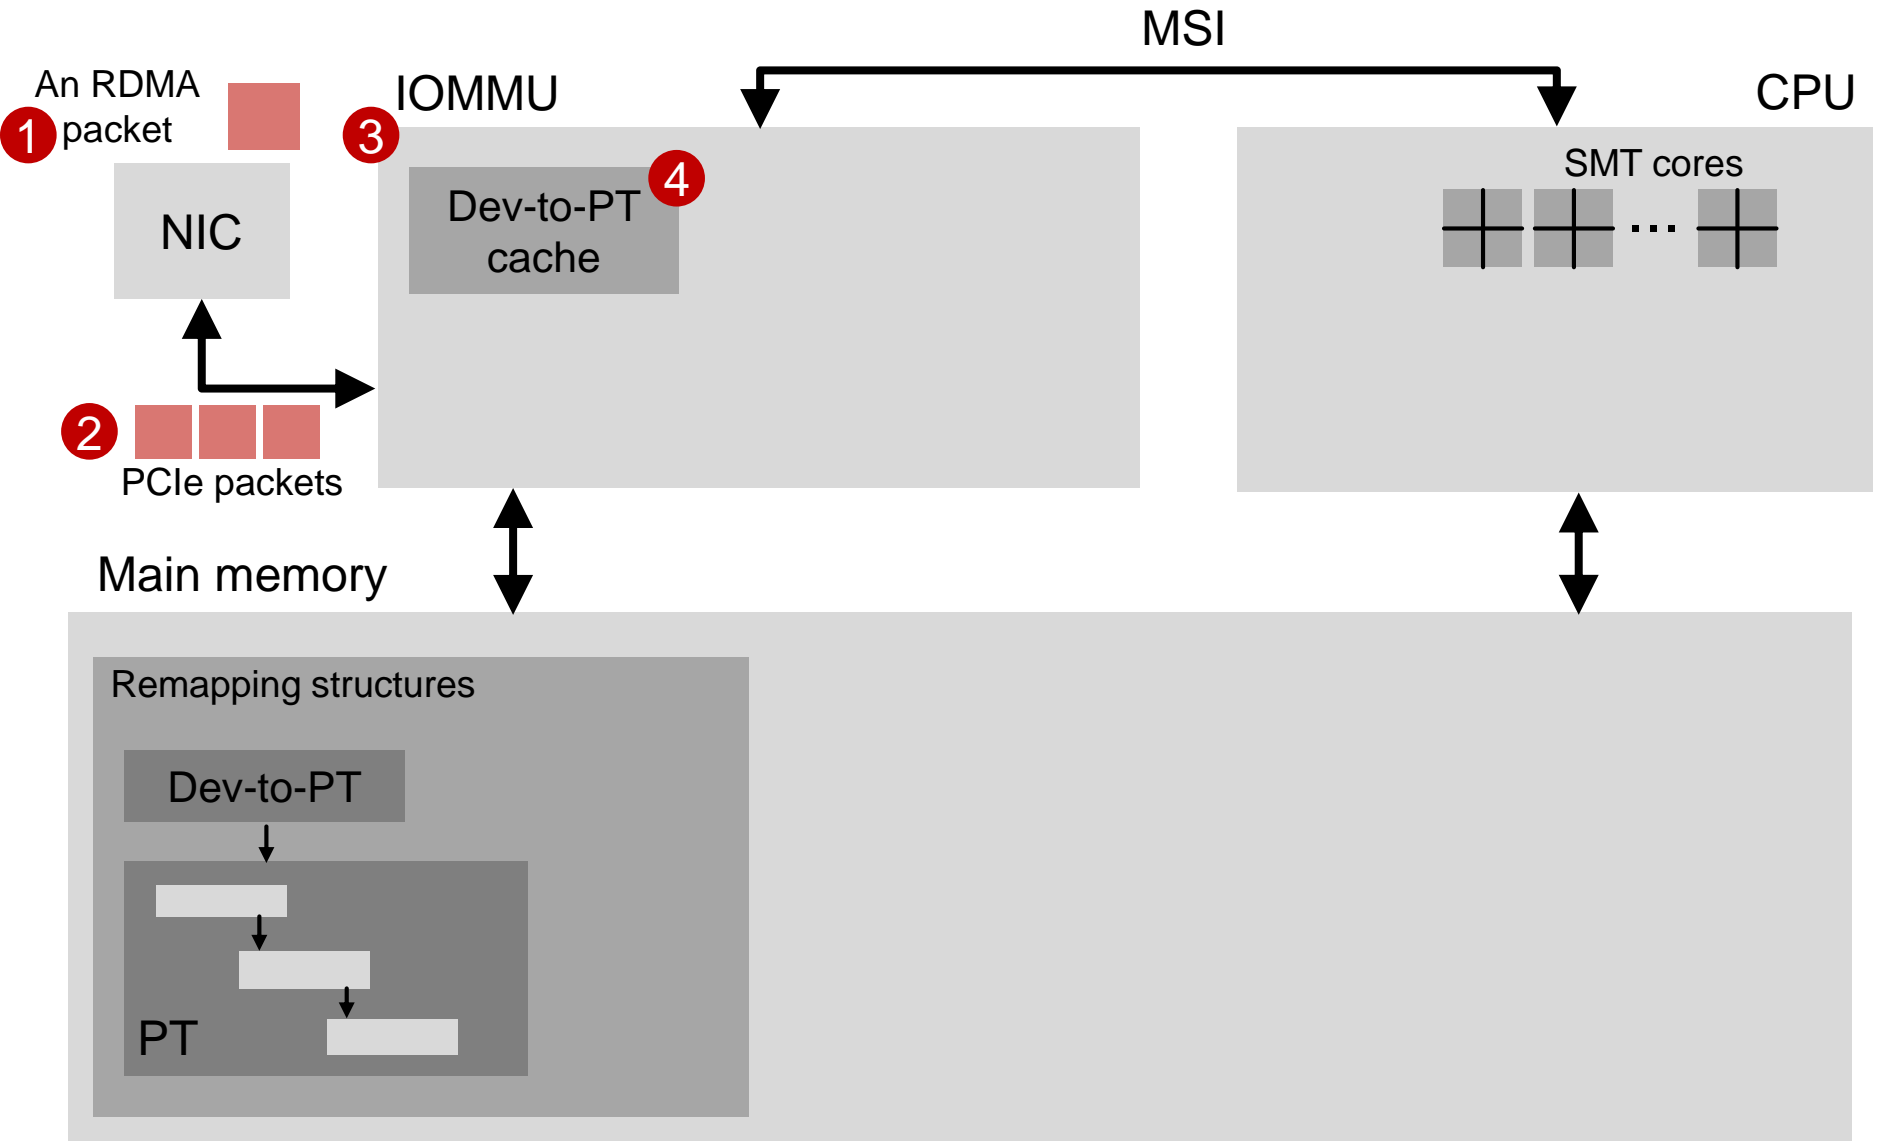 MSI
An RDMA
packet
1
IOMMU
3
CPU
SMT cores
4
Dev-to-PT
cache
NIC
...
2
PCIe packets
Main memory
Remapping structures
Dev-to-PT
PT